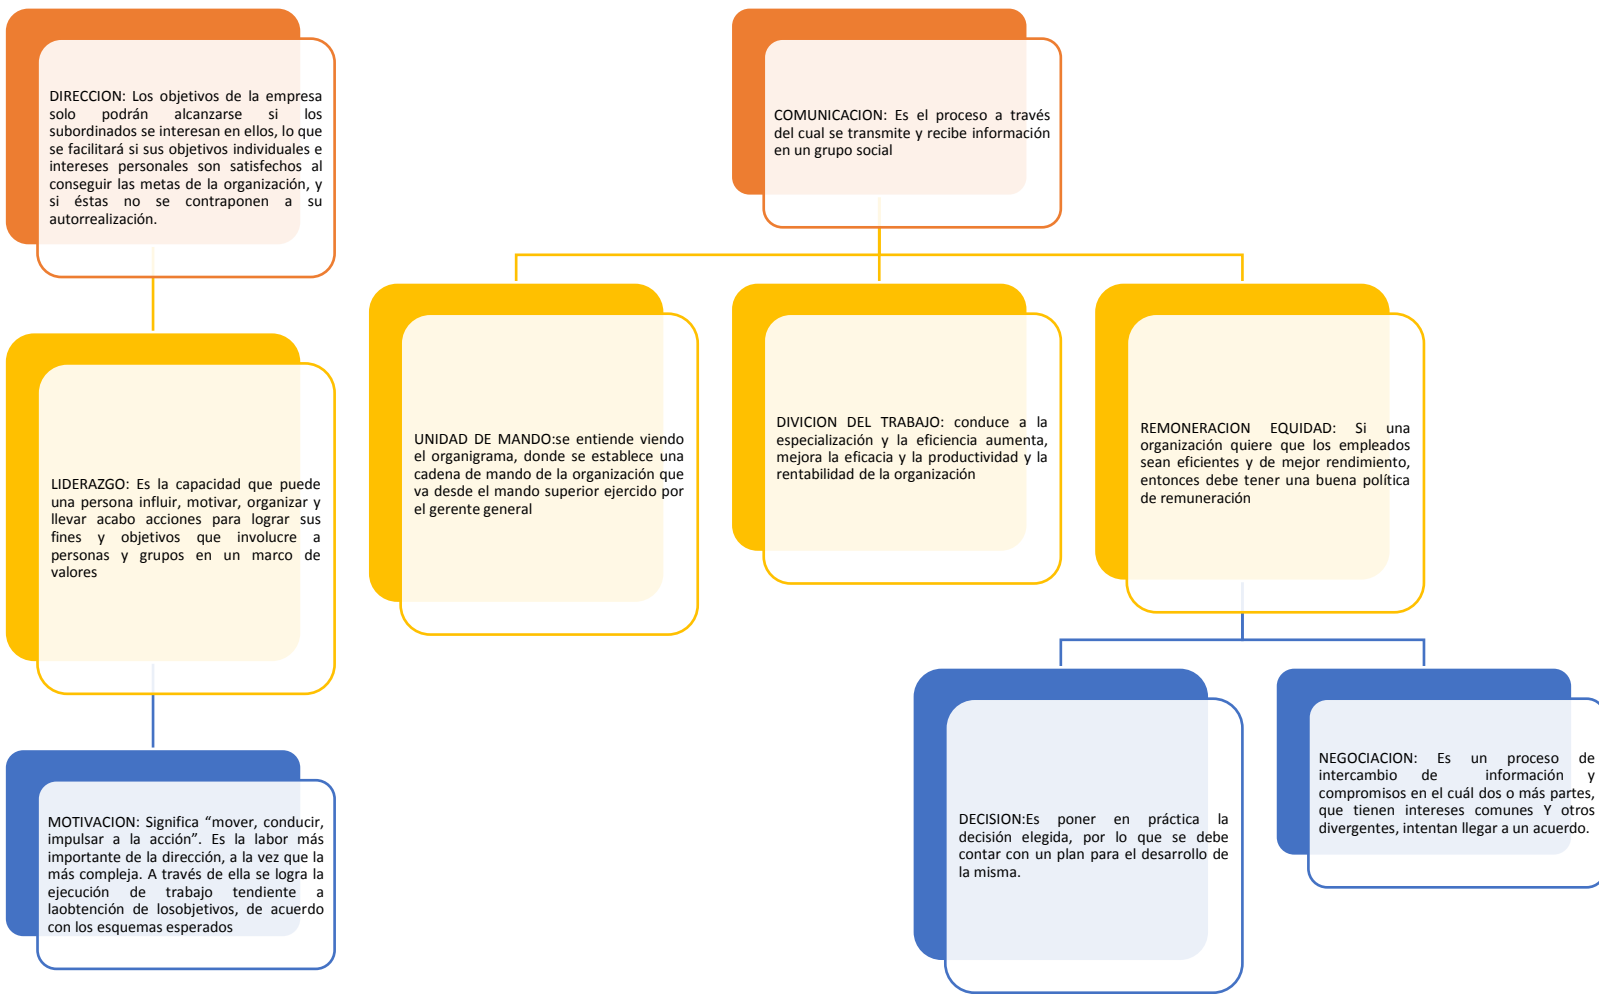 DIRECCION: Los objetivos de la empresa
solo podrán alcanzarse si los
subordinados se interesan en ellos, lo que
se facilitará si sus objetivos individuales e
intereses personales son satisfechos al
conseguir las metas de la organización, y
si éstas no se contraponen a su
autorrealización.
COMUNICACION: Es el proceso a través
del cual se transmite y recibe información
en un grupo social
LIDERAZGO: Es la capacidad que puede
una persona influir, motivar, organizar y
llevar acabo acciones para lograr sus
fines y objetivos que involucre a
personas y grupos en un marco de
valores
UNIDAD DE MANDO:se entiende viendo
el organigrama, donde se establece una
cadena de mando de la organización que
va desde el mando superior ejercido por
el gerente general
DIVICION DEL TRABAJO: conduce a la
especialización y la eficiencia aumenta,
mejora la eficacia y la productividad y la
rentabilidad de la organización
REMONERACION EQUIDAD: Si una
organización quiere que los empleados
sean eficientes y de mejor rendimiento,
entonces debe tener una buena política
de remuneración
MOTIVACION: Significa “mover, conducir,
impulsar a la acción”. Es la labor más
importante de la dirección, a la vez que la
más compleja. A través de ella se logra la
ejecución de trabajo tendiente a
laobtención de losobjetivos, de acuerdo
con los esquemas esperados
DECISION:Es poner en práctica la
decisión elegida, por lo que se debe
contar con un plan para el desarrollo de
la misma.
NEGOCIACION: Es un proceso de
intercambio de información y
compromisos en el cuál dos o más partes,
que tienen intereses comunes Y otros
divergentes, intentan llegar a un acuerdo.